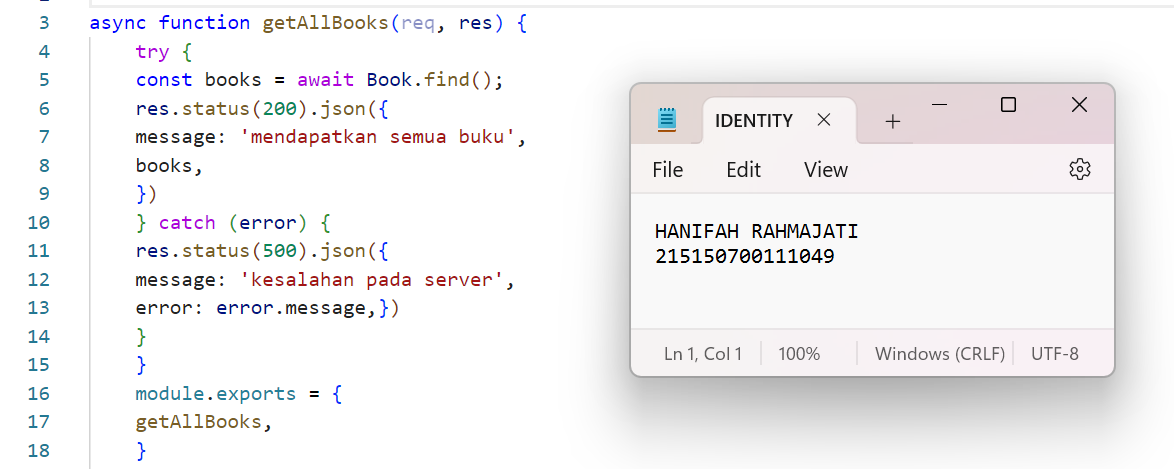 3 async function getAllBooks(req, res) {
4 try {
5 const books = await Book.find();
6 res.status(200).json({
7 message: 'mendapatkan semua buku',
8 books,
9 })
10 } catch (error) {
11 res.status(500).json({
12 message: 'kesalahan pada server',
13 error: error.message,})
14 }
15 }
16 module.exports = {
17 getAllBooks,
18 }
IDENTITY
File Edit View
HANIFAH RAHMAJATI
215150700111049
Ln 1, Col 1 100% Windows (CRLF) UTF-8